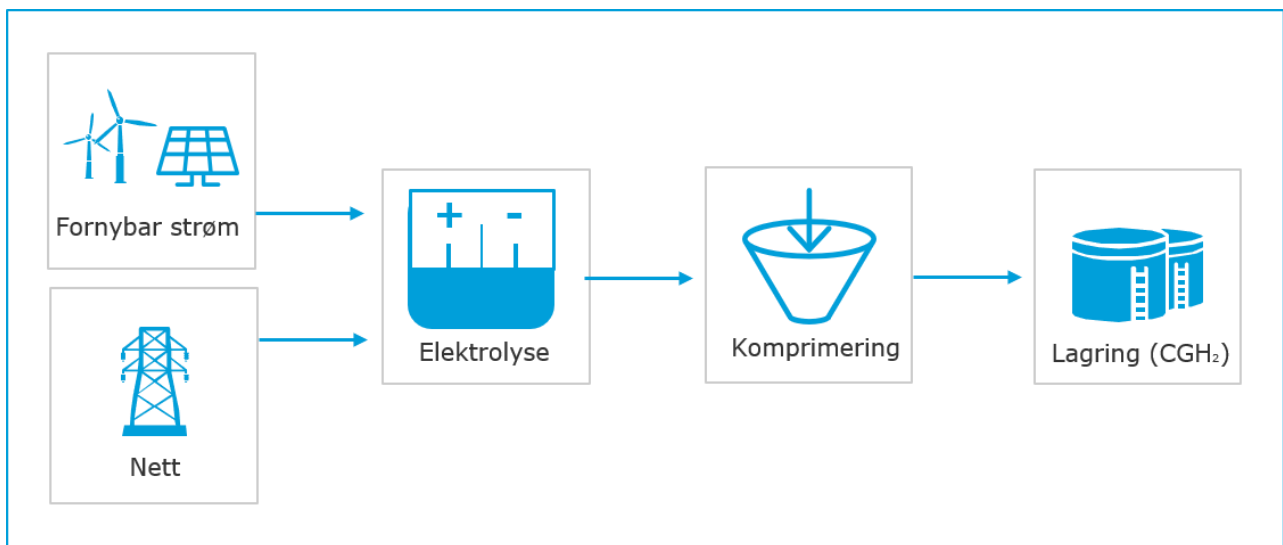 Fornybar strøm
Nett
+ -
Elektrolyse
Komprimering
Lagring (CGH₂)